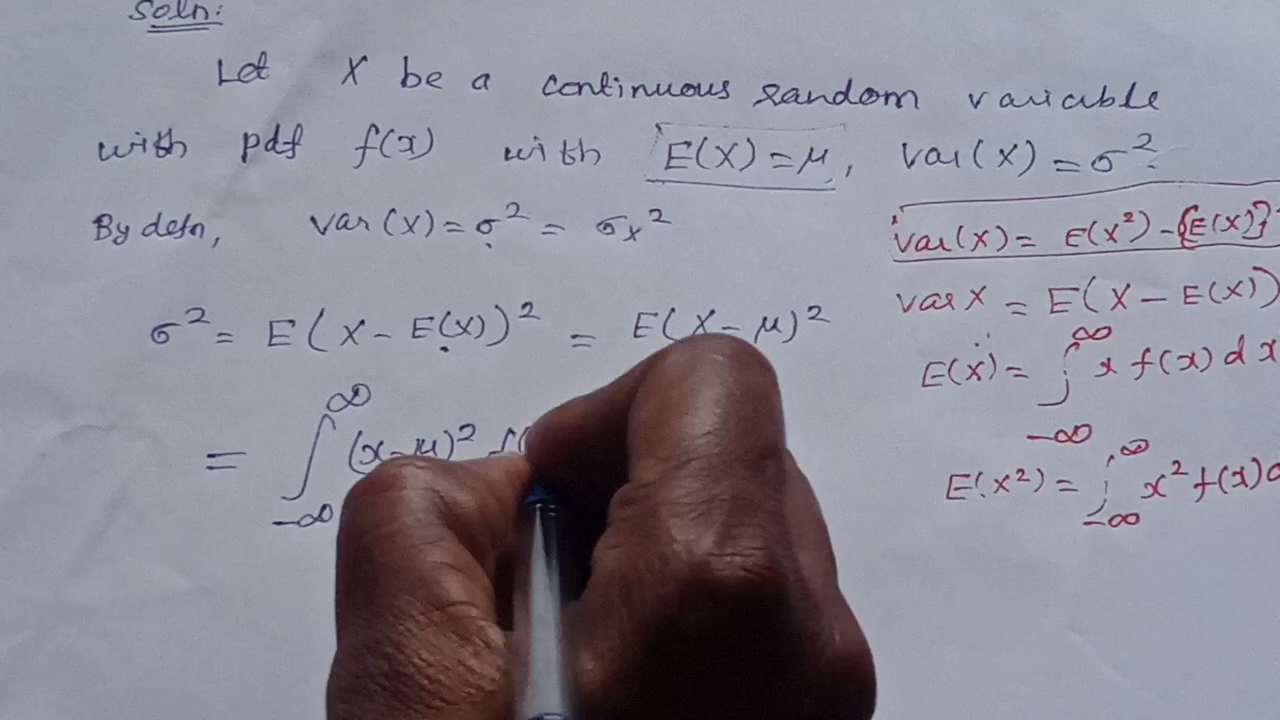 Soln:
Let X be a continuous random variable
with pdf f(x) with E(X) = μ, Var(X) = σ²
By defn, Var(X) = σ² = σx²
σ² = E(X - E(X))² = E(X - μ)²
= ∫ -∞ ∞ (x-μ)² f(
Var(X) = E(X²) - {E(X)}
Var X = E(X - E(X))
E(X) = ∫ -∞ ∞ x f(x) dx
E(X²) = ∫ -∞ ∞ x² f(x) d